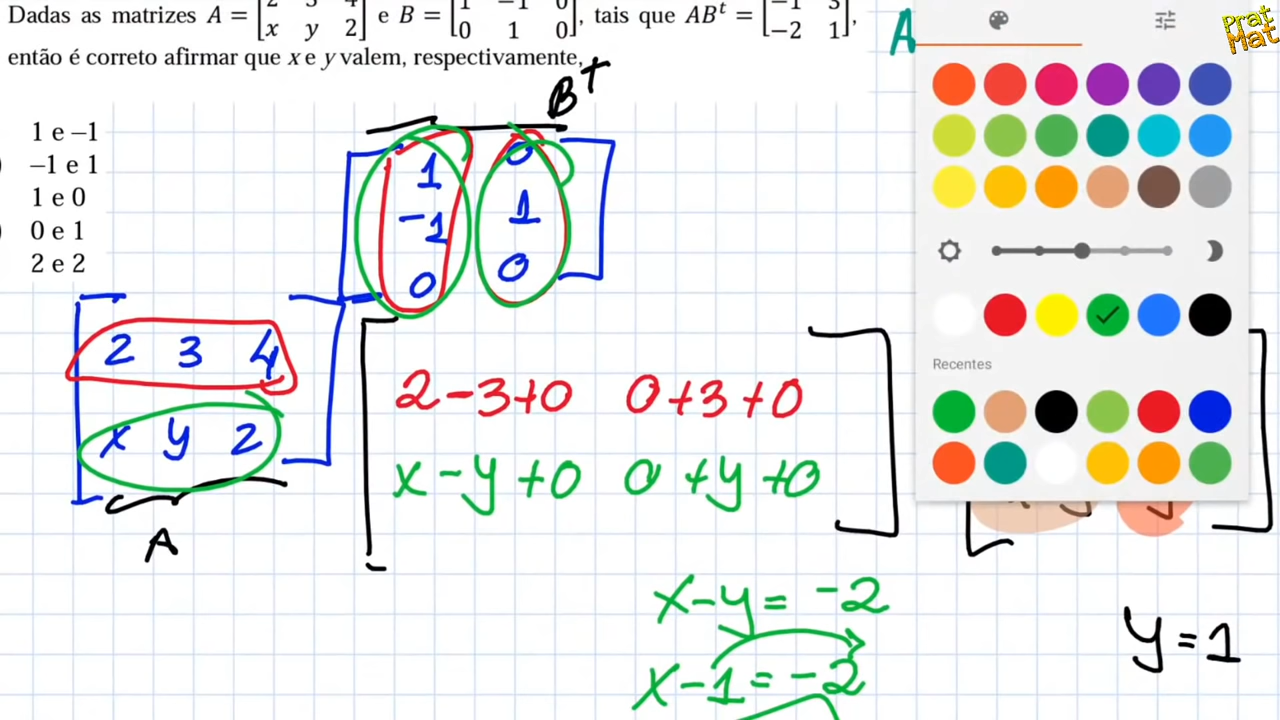 Dadas as matrizes A = [2 3 4 x y 2] e B = [1 −1 0 0 1 0], tais que ABᵗ = [−1 3 −2 1],
então é correto afirmar que x e y valem, respectivamente,
1 e −1
−1 e 1
1 e 0
0 e 1
2 e 2
Bᵗ
1 0
-1 1
0 0
2 3 4
x y 2
A
2-3+0 0+3+0
x-y+0 0+y+0
x-y = -2
x-1 = -2
y=1
A
Recentes
Prat
Mat